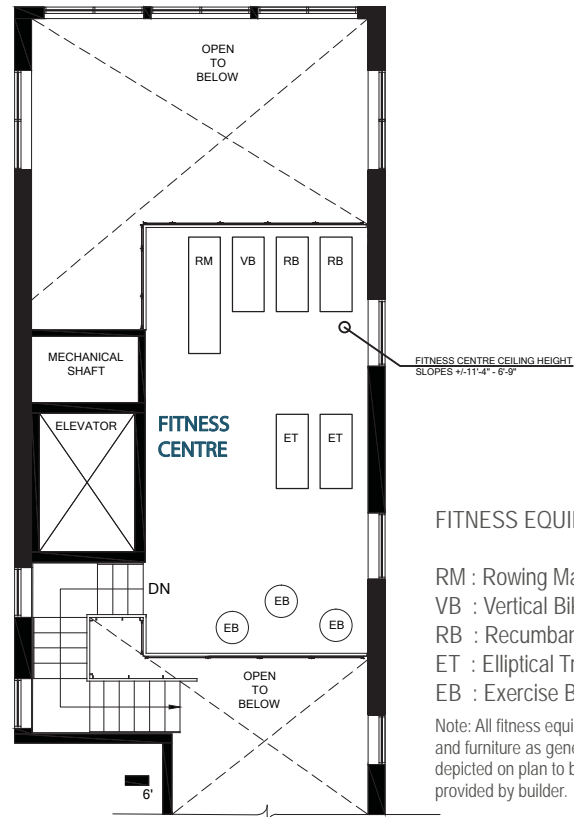 OPEN
TO
BELOW
RM VB RB RB
FITNESS CENTRE CEILING HEIGHT
SLOPES +/-11'-4" - 6'-9"
MECHANICAL
SHAFT
ELEVATOR
FITNESS
CENTRE
ET ET
DN
EB EB EB
OPEN
TO
BELOW
6'
FITNESS EQUI
RM : Rowing Ma
VB : Vertical Bi
RB : Recumban
ET : Elliptical Tr
EB : Exercise B
Note: All fitness equi
and furniture as gene
depicted on plan to b
provided by builder.